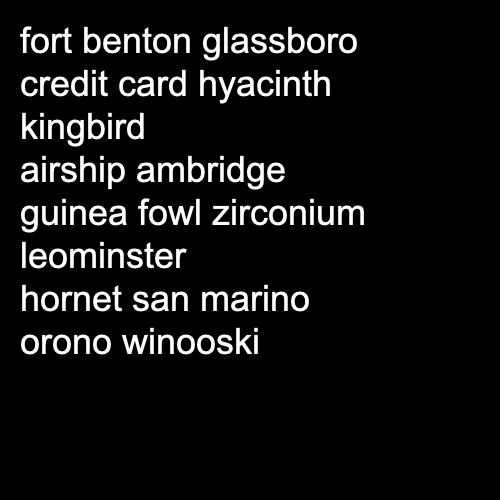 fort benton glassboro
credit card hyacinth
kingbird
airship ambridge
guinea fowl zirconium
leominster
hornet san marino
orono winooski